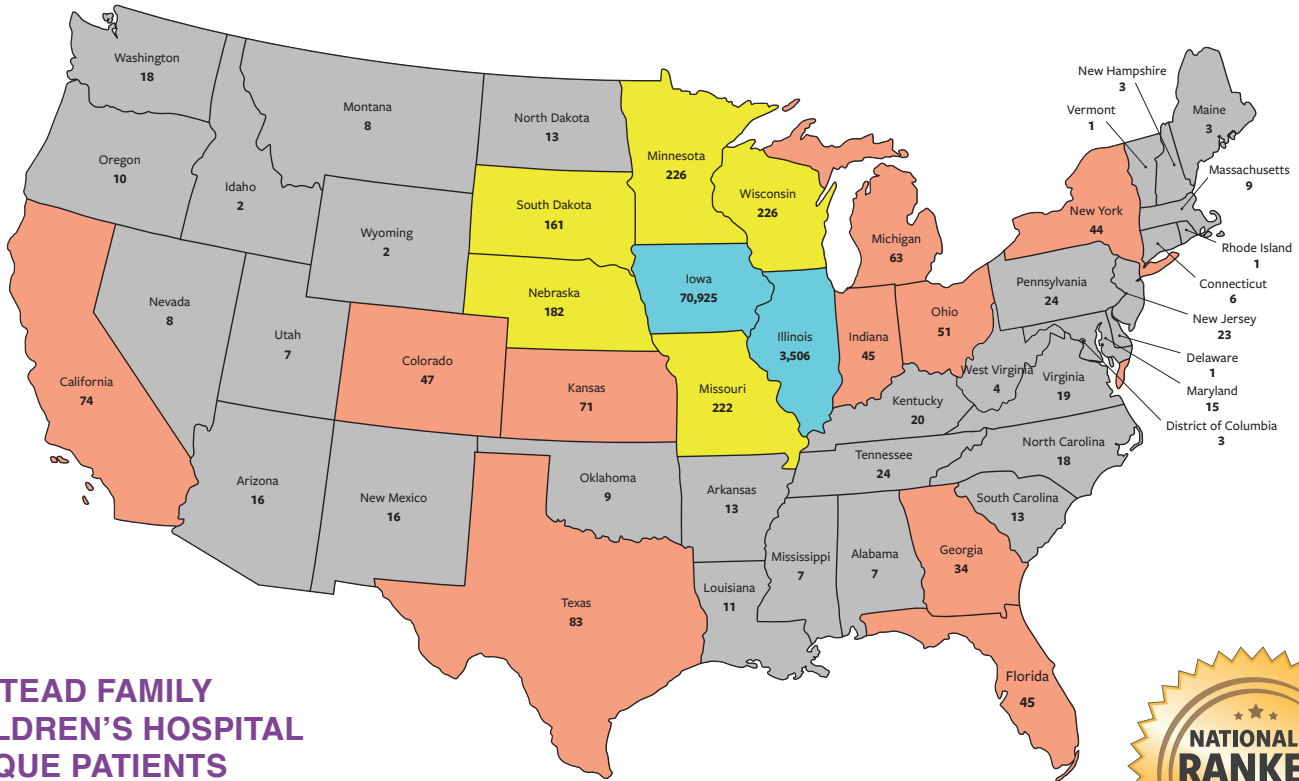 Washington
18
Oregon
10
California
74
Nevada
8
Idaho
2
Montana
8
Wyoming
2
Utah
7
Arizona
16
Colorado
47
New Mexico
16
North Dakota
13
South Dakota
161
Nebraska
182
Kansas
71
Oklahoma
9
Texas
83
Minnesota
226
Iowa
70,925
Missouri
222
Arkansas
13
Louisiana
11
Wisconsin
226
Illinois
3,506
Michigan
63
Indiana
45
Ohio
51
Kentucky
20
Tennessee
24
Mississippi
7
Alabama
7
Georgia
34
Florida
45
South Carolina
13
North Carolina
18
Virginia
19
West Virginia
4
Pennsylvania
24
New York
44
Vermont
1
New Hampshire
3
Maine
3
Massachusetts
9
Rhode Island
1
Connecticut
6
New Jersey
23
Delaware
1
Maryland
15
District of Columbia
3
TEAD FAMILY
LDREN’S HOSPITAL
QUE PATIENTS
NATIONAL
RANKE